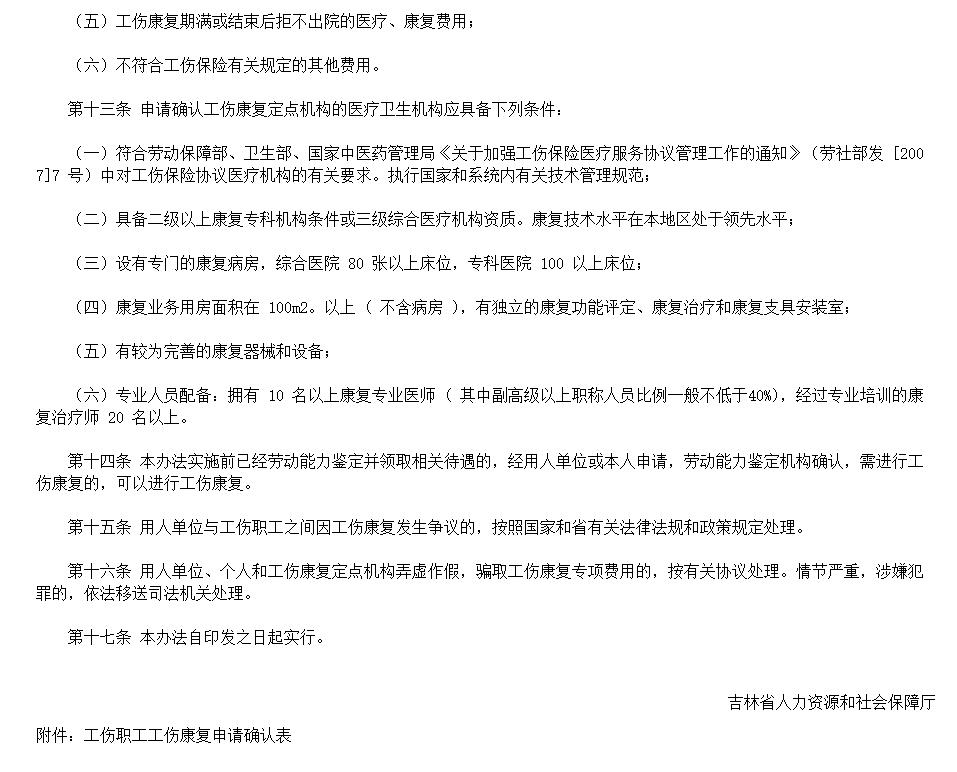 （五）工伤康复期满或结束后拒不出院的医疗、康复费用；
（六）不符合工伤保险有关规定的其他费用。
第十三条 申请确认工伤康复定点机构的医疗卫生机构应具备下列条件：
（一）符合劳动保障部、卫生部、国家中医药管理局《关于加强工伤保险医疗服务协议管理工作的通知》（劳社部发 [200
7]7 号）中对工伤保险协议医疗机构的有关要求。执行国家和系统内有关技术管理规范；
（二）具备二级以上康复专科机构条件或三级综合医疗机构资质。康复技术水平在本地区处于领先水平；
（三）设有专门的康复病房，综合医院 80 张以上床位，专科医院 100 以上床位；
（四）康复业务用房面积在 100m2。以上 ( 不含病房 )，有独立的康复功能评定、康复治疗和康复支具安装室；
（五）有较为完善的康复器械和设备；
（六）专业人员配备：拥有 10 名以上康复专业医师 ( 其中副高级以上职称人员比例一般不低于40%)，经过专业培训的康
复治疗师 20 名以上。
第十四条 本办法实施前已经劳动能力鉴定并领取相关待遇的，经用人单位或本人申请，劳动能力鉴定机构确认，需进行工
伤康复的，可以进行工伤康复。
第十五条 用人单位与工伤职工之间因工伤康复发生争议的，按照国家和省有关法律法规和政策规定处理。
第十六条 用人单位、个人和工伤康复定点机构弄虚作假，骗取工伤康复专项费用的，按有关协议处理。情节严重，涉嫌犯
罪的，依法移送司法机关处理。
第十七条 本办法自印发之日起实行。
吉林省人力资源和社会保障厅
附件：工伤职工工伤康复申请确认表